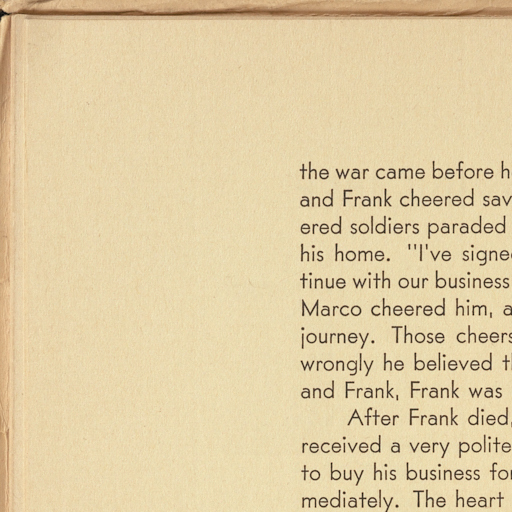 the war came before h
and Frank cheered sav
ered soldiers paraded
his home. "I've signe
tinue with our business
Marco cheered him, a
journey. Those cheers
wrongly he believed th
and Frank, Frank was
After Frank died,
received a very polite
to buy his business for
mediately. The heart